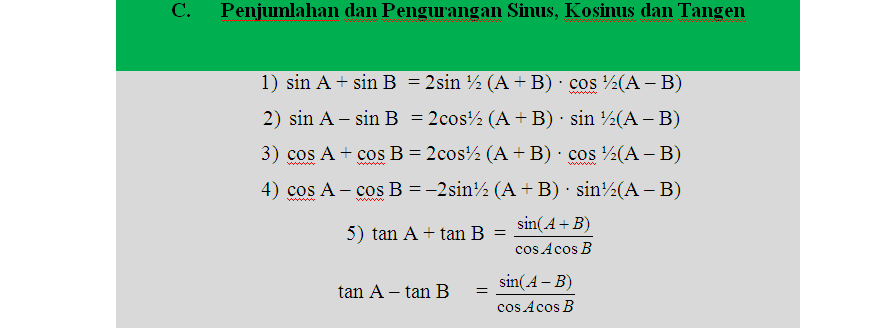 C. Penjumlahan dan Pengurangan Sinus, Kosinus dan Tangen
1) sin A + sin B = 2sin ½ (A + B) · cos ½(A – B)
2) sin A – sin B = 2cos½ (A + B) · sin ½(A – B)
3) cos A + cos B = 2cos½ (A + B) · cos ½(A – B)
4) cos A – cos B = –2sin½ (A + B) · sin½(A – B)
5) tan A + tan B = sin(A + B) / cos A cos B
tan A – tan B = sin(A – B) / cos A cos B